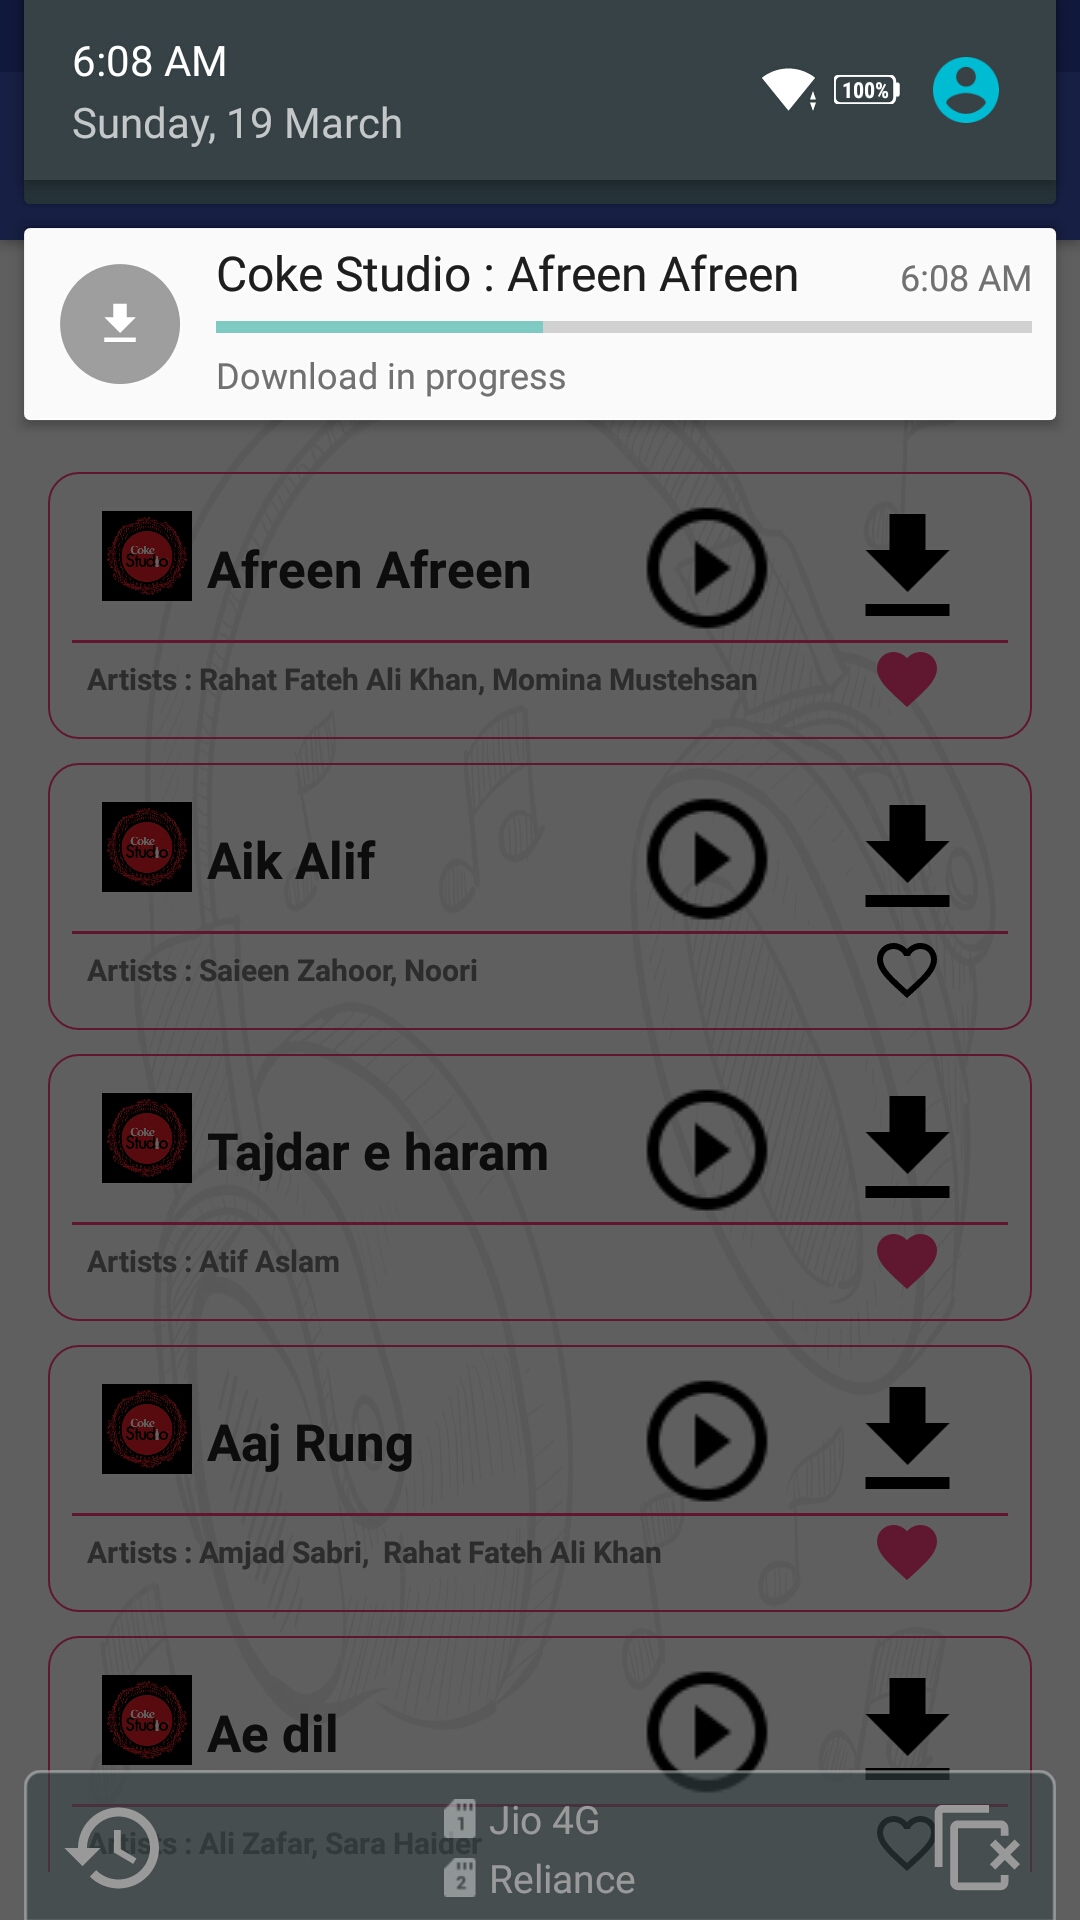 6:08 AM
100%
Sunday, 19 March
Coke Studio : Afreen Afreen
6:08 AM
Download in progress
Coke
Studio
Afreen Afreen
Artists : Rahat Fateh Ali Khan, Momina Mustehsan
Coke
Studio
Aik Alif
Artists : Saieen Zahoor, Noori
Coke
Studio
Tajdar e haram
Artists : Atif Aslam
Coke
Studio
Aaj Rung
Artists : Amjad Sabri,  Rahat Fateh Ali Khan
Coke
Studio
Ae dil
1 Jio 4G
Artists : Ali Zafar, Sara Haider
2 Reliance